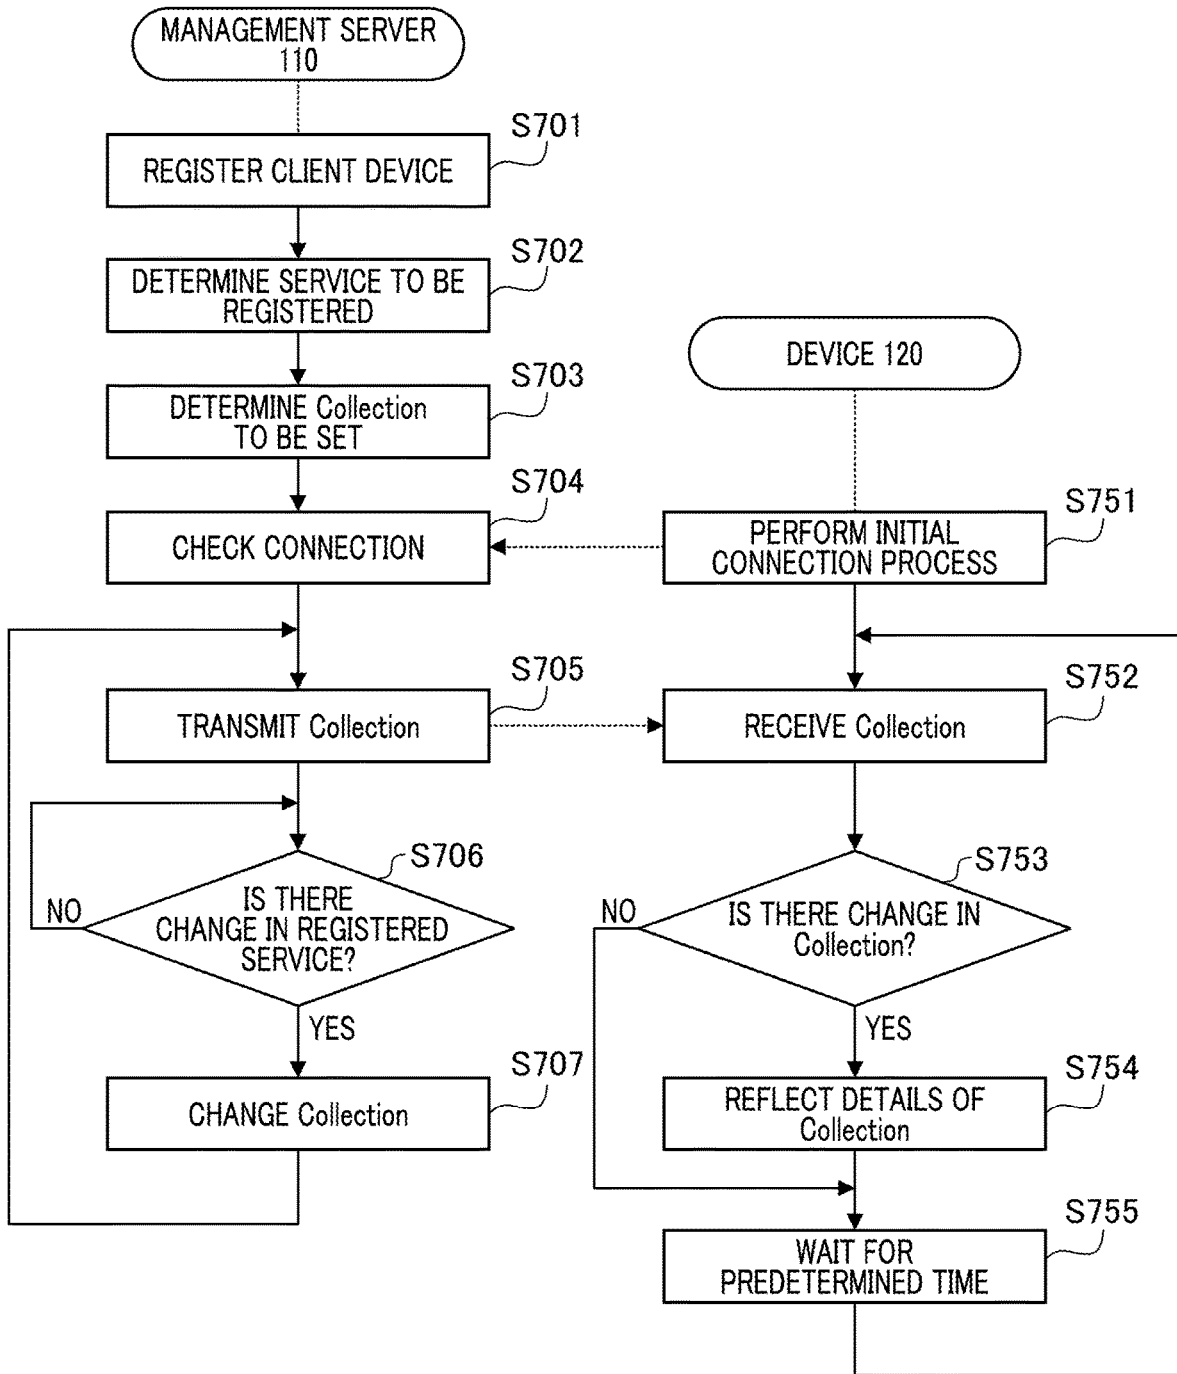 MANAGEMENT SERVER
110
S701
REGISTER CLIENT DEVICE
S702
DETERMINE SERVICE TO BE
REGISTERED
S703
DETERMINE Collection
TO BE SET
S704
CHECK CONNECTION
S705
TRANSMIT Collection
S706
IS THERE
CHANGE IN REGISTERED
SERVICE?
NO
YES
S707
CHANGE Collection
DEVICE 120
S751
PERFORM INITIAL
CONNECTION PROCESS
S752
RECEIVE Collection
S753
IS THERE CHANGE IN
Collection?
NO
YES
S754
REFLECT DETAILS OF
Collection
S755
WAIT FOR
PREDETERMINED TIME